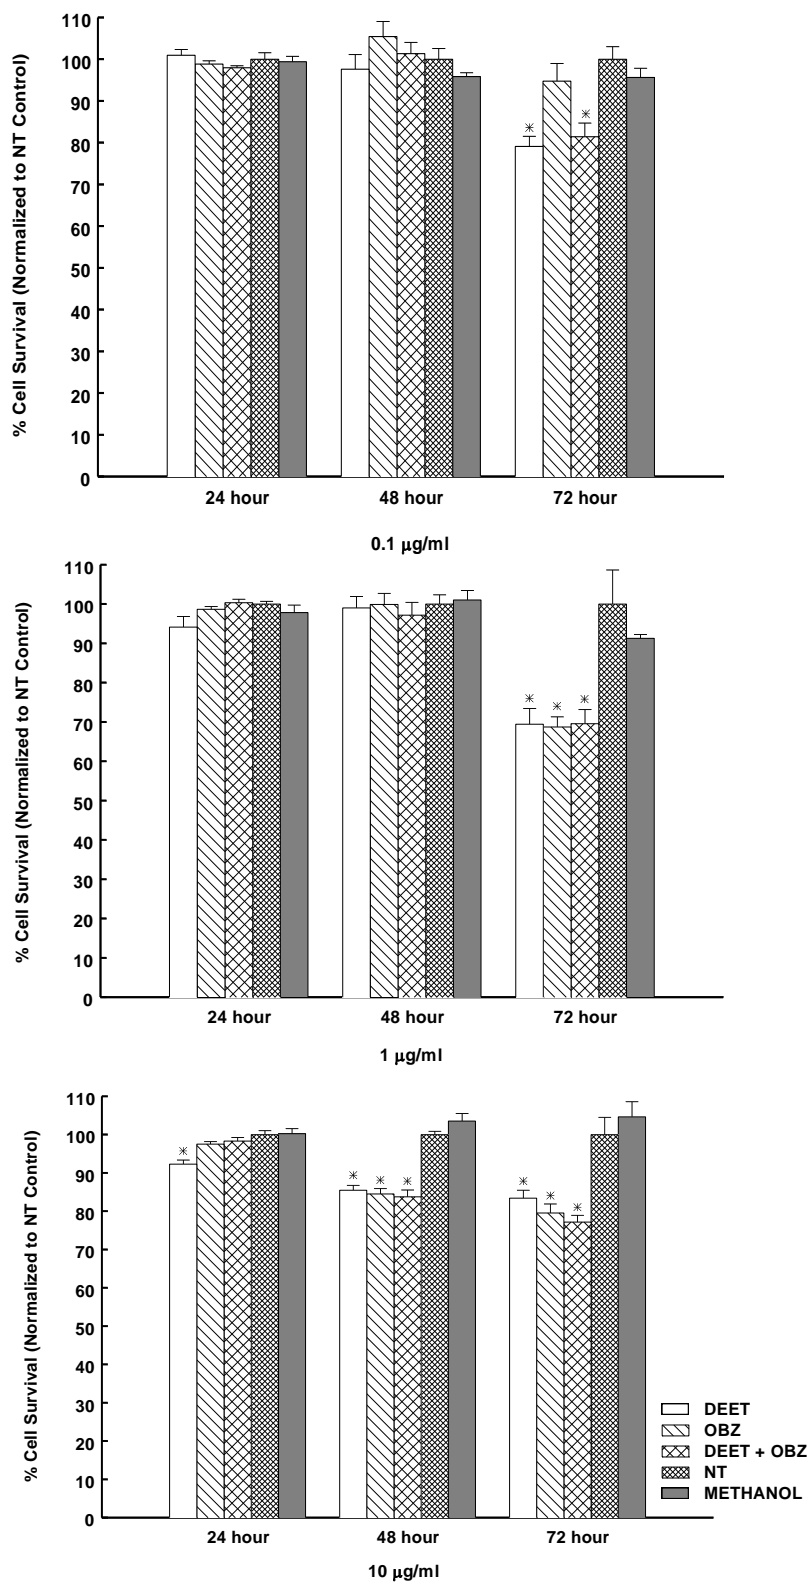 % Cell Survival (Normalized to NT Control)
110
100
90
80
70
60
50
40
30
20
10
0
* *
24 hour 48 hour 72 hour
0.1 µg/ml
% Cell Survival (Normalized to NT Control)
110
100
90
80
70
60
50
40
30
20
10
0
* * *
24 hour 48 hour 72 hour
1 µg/ml
% Cell Survival (Normalized to NT Control)
110
100
90
80
70
60
50
40
30
20
10
0
* * * * * * *
DEET
OBZ
DEET + OBZ
NT
METHANOL
24 hour 48 hour 72 hour
10 µg/ml